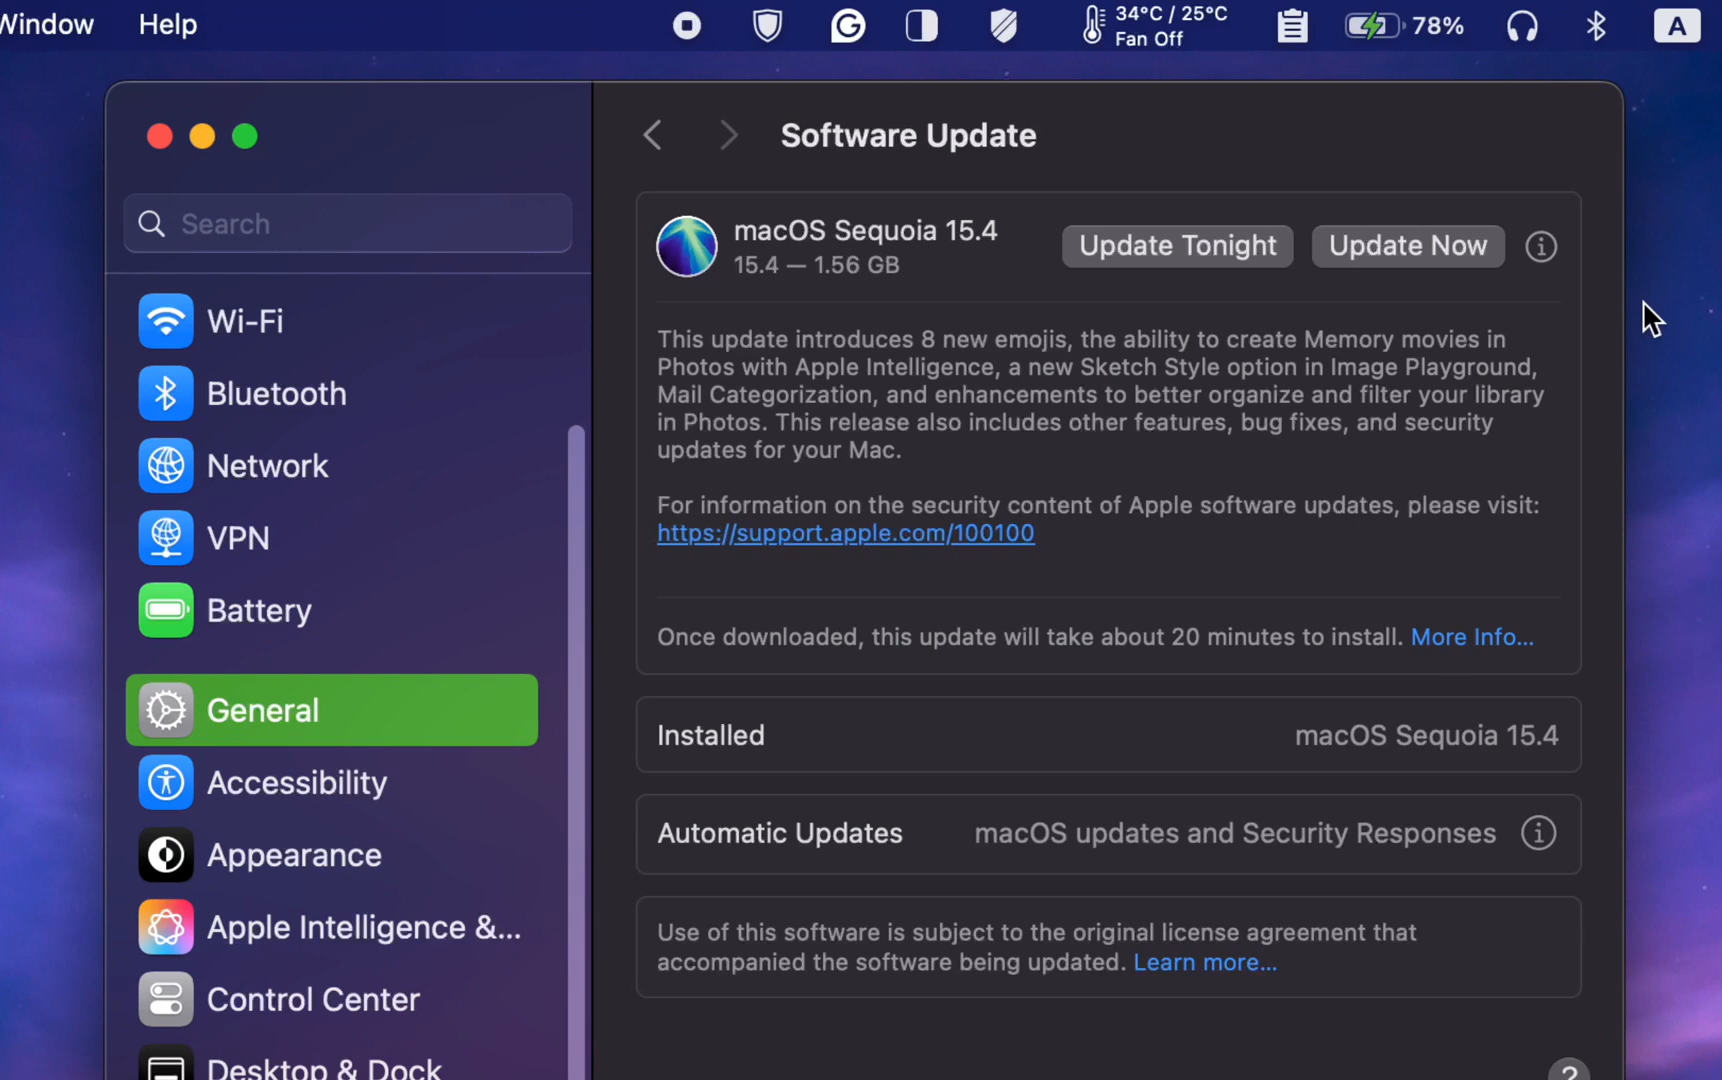 Window Help
34°C / 25°C
Fan Off
78%
A
Software Update
Search
Wi-Fi
Bluetooth
Network
VPN
Battery
General
Accessibility
Appearance
Apple Intelligence &...
Control Center
Desktop & Dock
macOS Sequoia 15.4
15.4 — 1.56 GB
Update Tonight
Update Now
This update introduces 8 new emojis, the ability to create Memory movies in
Photos with Apple Intelligence, a new Sketch Style option in Image Playground,
Mail Categorization, and enhancements to better organize and filter your library
in Photos. This release also includes other features, bug fixes, and security
updates for your Mac.
For information on the security content of Apple software updates, please visit:
https://support.apple.com/100100
Once downloaded, this update will take about 20 minutes to install. More Info...
Installed macOS Sequoia 15.4
Automatic Updates macOS updates and Security Responses
Use of this software is subject to the original license agreement that
accompanied the software being updated. Learn more...
?